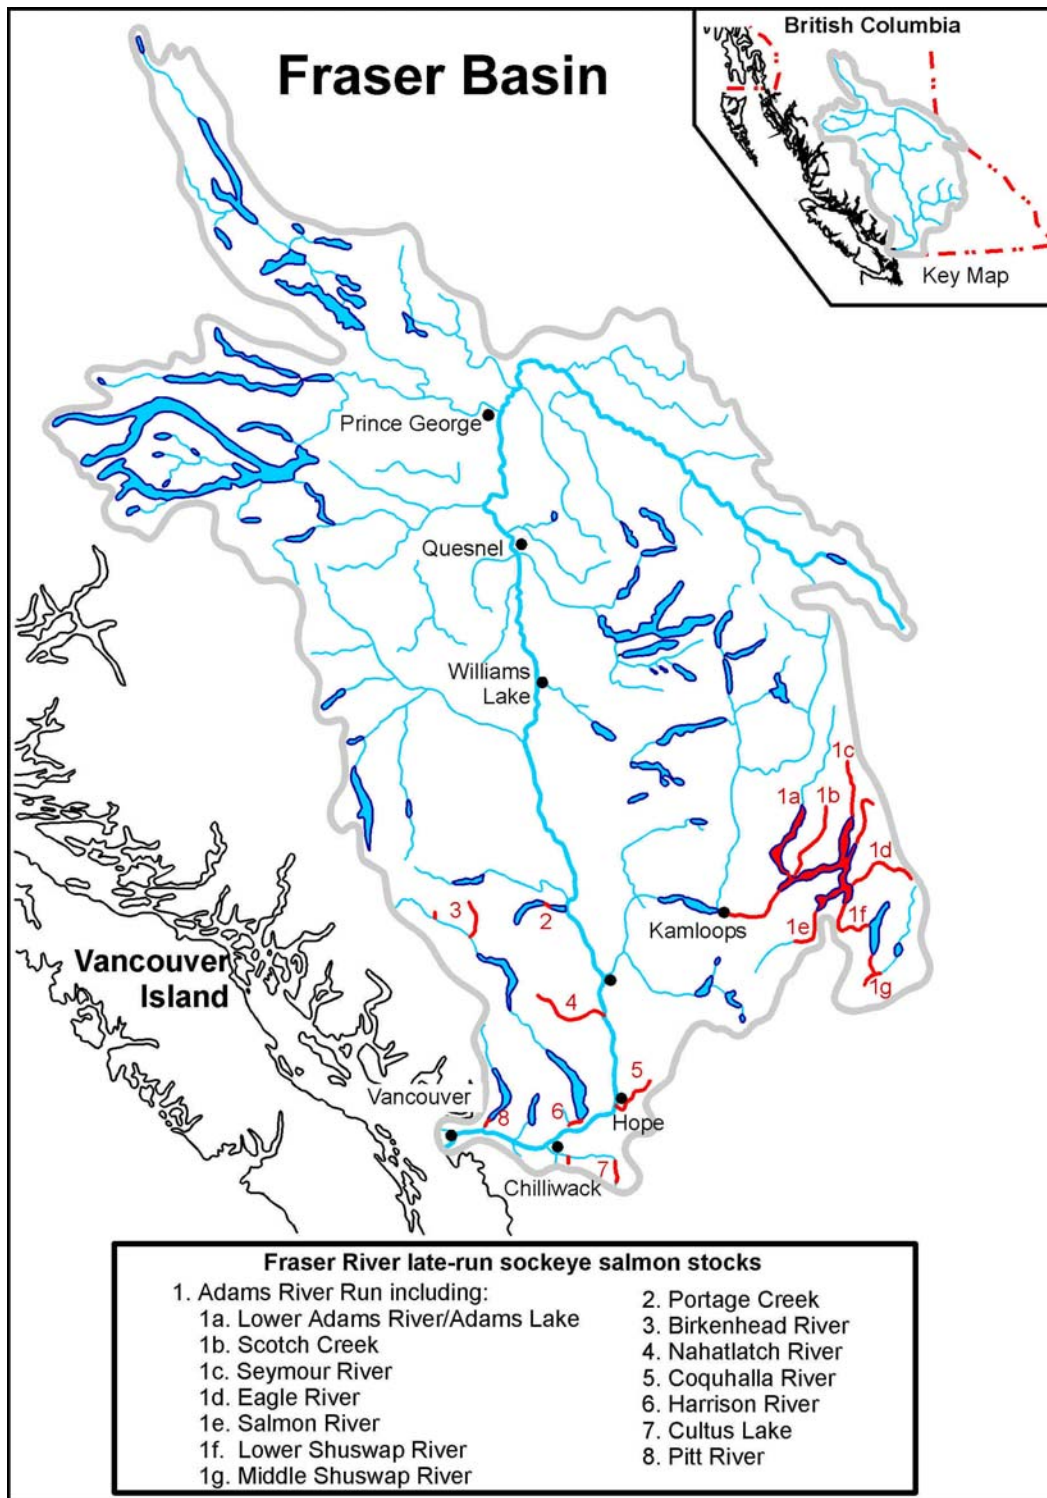 Fraser Basin
British Columbia
Key Map
Prince George
Quesnel
Williams
Lake
1c
1a
1b
1d
3
2
Kamloops
1e
1f
1g
Vancouver
Island
4
5
Vancouver
8
6
Hope
7
Chilliwack
Fraser River late-run sockeye salmon stocks
1. Adams River Run including:
1a. Lower Adams River/Adams Lake
1b. Scotch Creek
1c. Seymour River
1d. Eagle River
1e. Salmon River
1f. Lower Shuswap River
1g. Middle Shuswap River
2. Portage Creek
3. Birkenhead River
4. Nahatlatch River
5. Coquhalla River
6. Harrison River
7. Cultus Lake
8. Pitt River